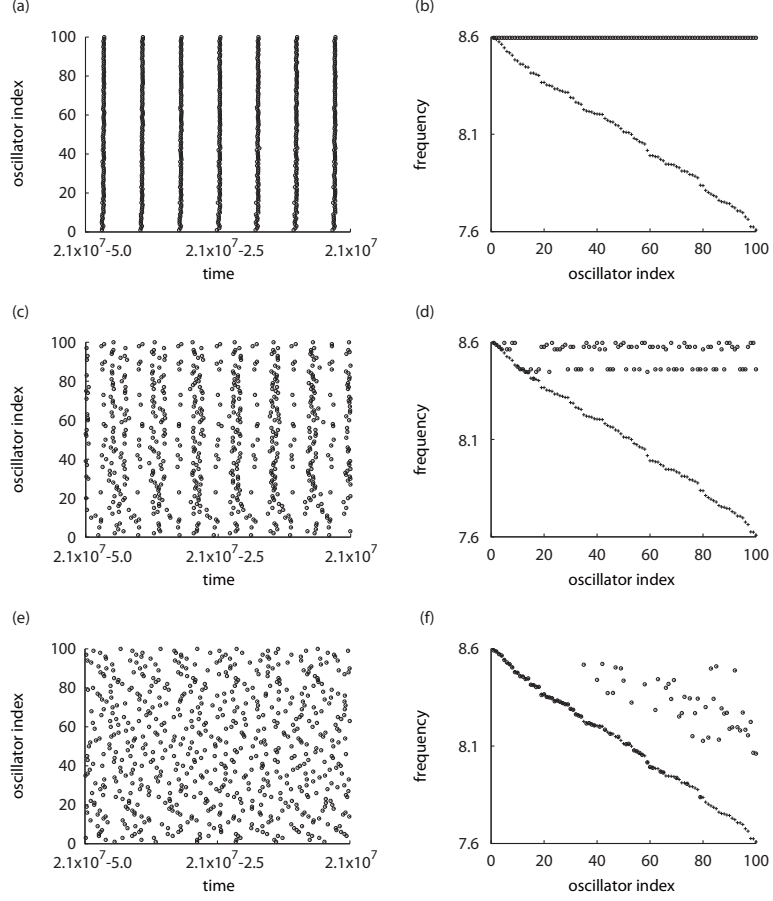 (a)
100
80
60
40
20
0
oscillator index
2.1x10⁷-5.0 2.1x10⁷-2.5 2.1x10⁷
time
(b)
8.6
8.1
7.6
frequency
0 20 40 60 80 100
oscillator index
(c)
100
80
60
40
20
0
oscillator index
2.1x10⁷-5.0 2.1x10⁷-2.5 2.1x10⁷
time
(d)
8.6
8.1
7.6
frequency
0 20 40 60 80 100
oscillator index
(e)
100
80
60
40
20
0
oscillator index
2.1x10⁷-5.0 2.1x10⁷-2.5 2.1x10⁷
time
(f)
8.6
8.1
7.6
frequency
0 20 40 60 80 100
oscillator index